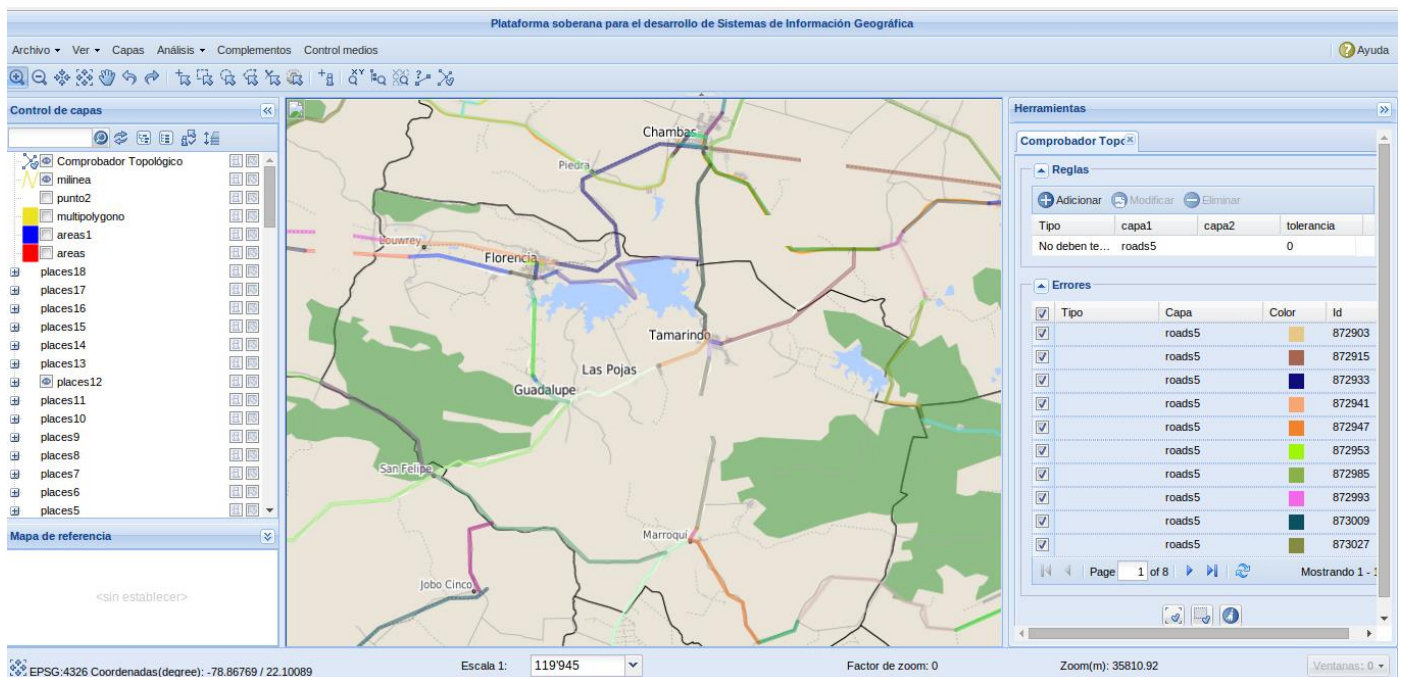 Plataforma soberana para el desarrollo de Sistemas de Información Geográfica
Archivo Ver Capas Análisis Complementos Control medios Ayuda
Control de capas
Comprobador Topológico
milinea
punto2
multipolygono
areas1
areas
places18
places17
places16
places15
places14
places13
places12
places11
places10
places9
places8
places7
places6
places5
Mapa de referencia
<sin establecer>
Chambas
Piedra
Louwrey
Florencia
Tamarindo
Las Pojas
Guadalupe
San Felipe
Marroquí
Jobo Cinco
Herramientas
Comprobador Topo
Reglas
Adicionar Modificar Eliminar
Tipo capa1 capa2 tolerancia
No deben te... roads5 0
Errores
Tipo Capa Color Id
roads5 872903
roads5 872915
roads5 872933
roads5 872941
roads5 872947
roads5 872953
roads5 872985
roads5 872993
roads5 873009
roads5 873027
Page 1 of 8 Mostrando 1 -
EPSG:4326 Coordenadas(degree): -78.86769 / 22.10089 Escala 1: 119'945 Factor de zoom: 0 Zoom(m): 35810.92 Ventanas: 0